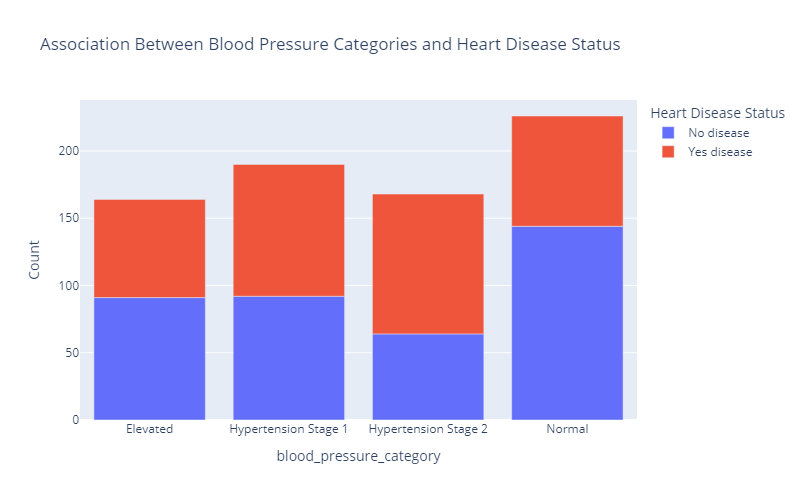 Association Between Blood Pressure Categories and Heart Disease Status
Heart Disease Status
No disease
Yes disease
200
150
100
50
0
Count
Elevated
Hypertension Stage 1
Hypertension Stage 2
Normal
blood_pressure_category